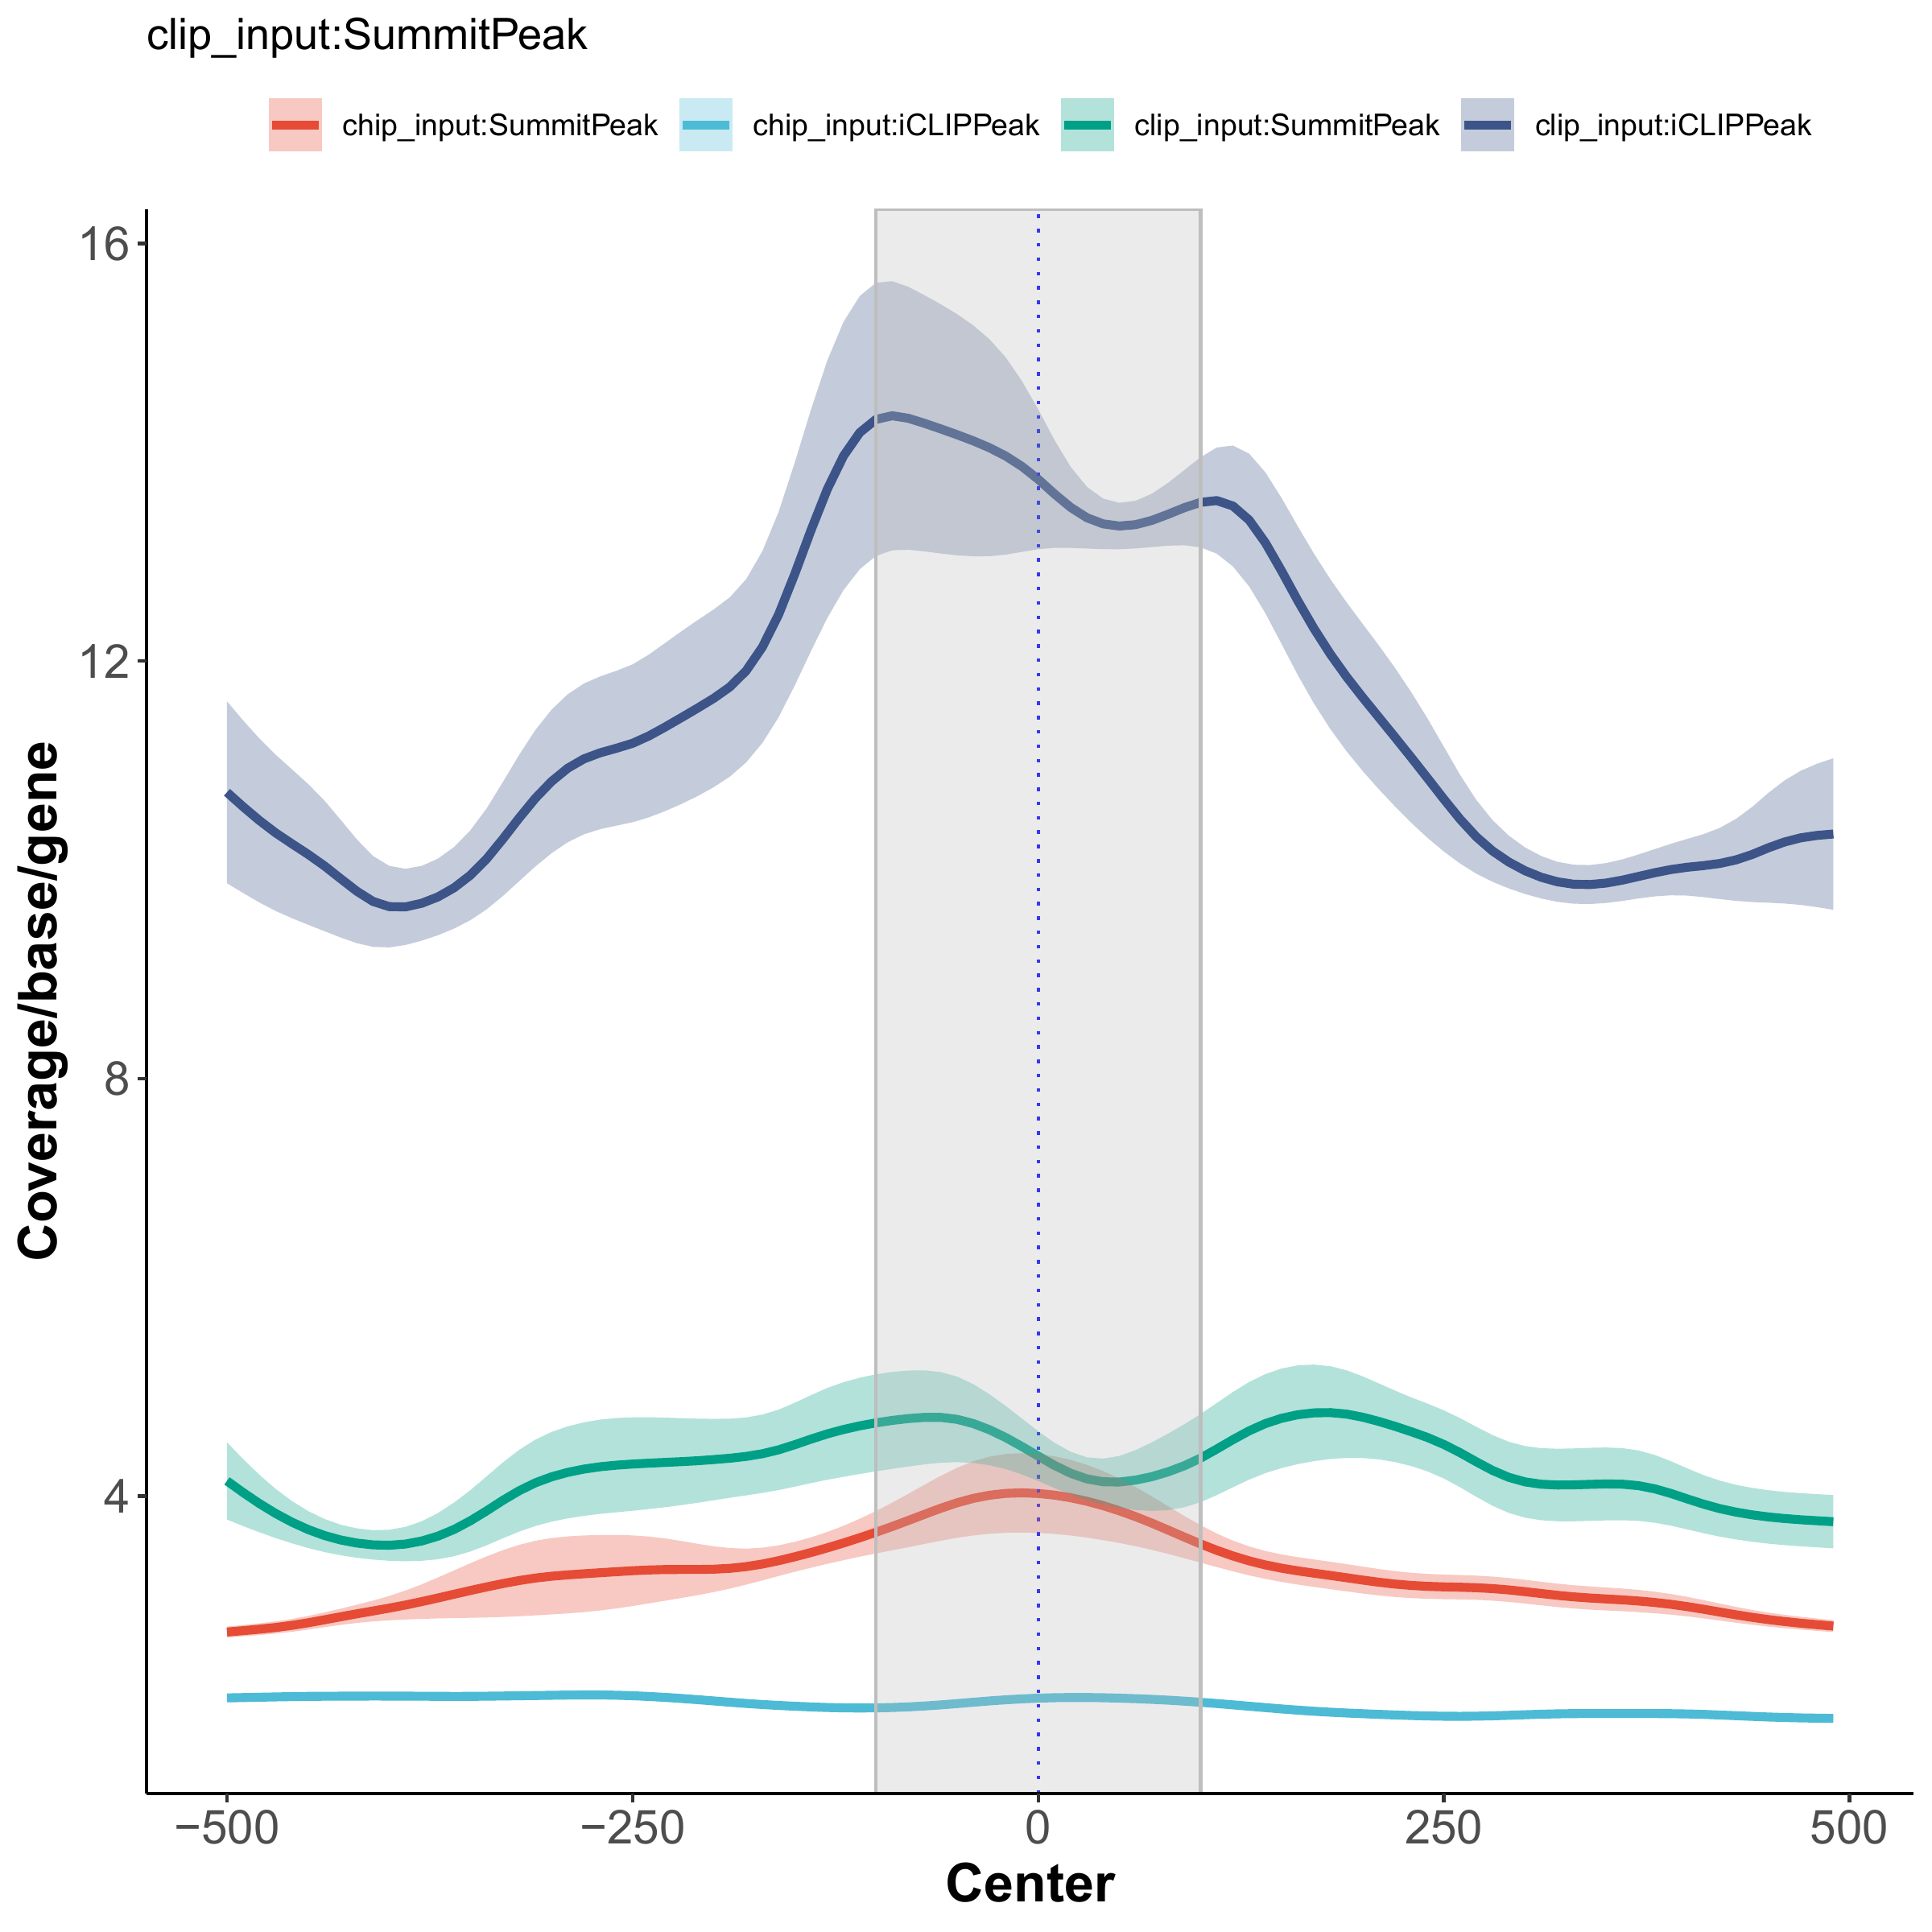 clip_input:SummitPeak
chip_input:SummitPeak chip_input:iCLIPPeak clip_input:SummitPeak clip_input:iCLIPPeak
16
12
8
4
Coverage/base/gene
−500 −250 0 250 500
Center